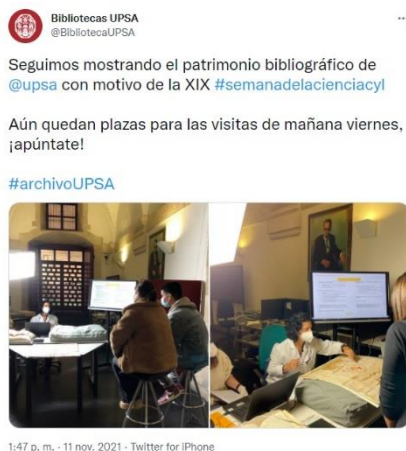 Bibliotecas UPSA
@BibliotecaUPSA
Seguimos mostrando el patrimonio bibliográfico de
@upsa con motivo de la XIX #semanadelacienciacyl
Aún quedan plazas para las visitas de mañana viernes,
¡apúntate!
#archivoUPSA
1:47 p. m. · 11 nov. 2021 · Twitter for iPhone